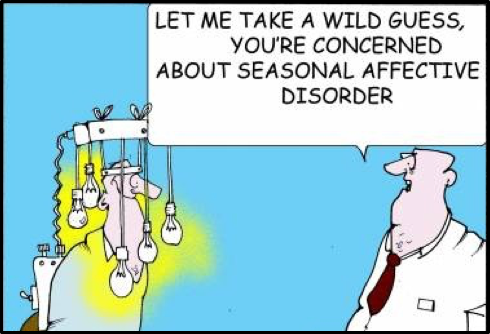 LET ME TAKE A WILD GUESS,
YOU'RE CONCERNED
ABOUT SEASONAL AFFECTIVE
DISORDER